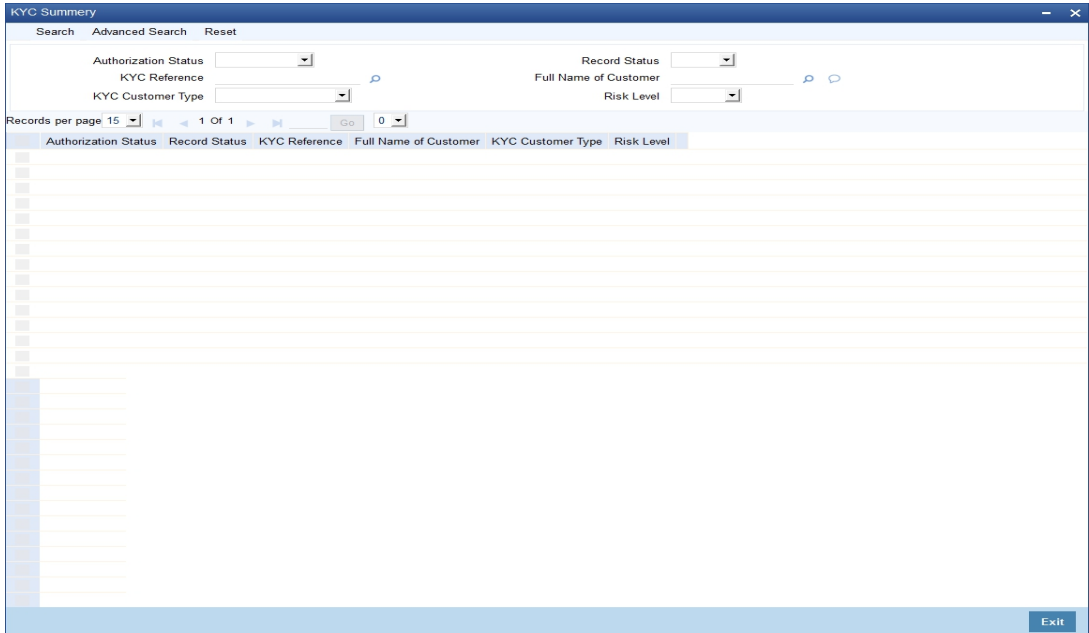 KYC Summery
Search Advanced Search Reset
Authorization Status Record Status
KYC Reference Full Name of Customer
KYC Customer Type Risk Level
Records per page 15 1 Of 1 Go 0
Authorization Status Record Status KYC Reference Full Name of Customer KYC Customer Type Risk Level
Exit